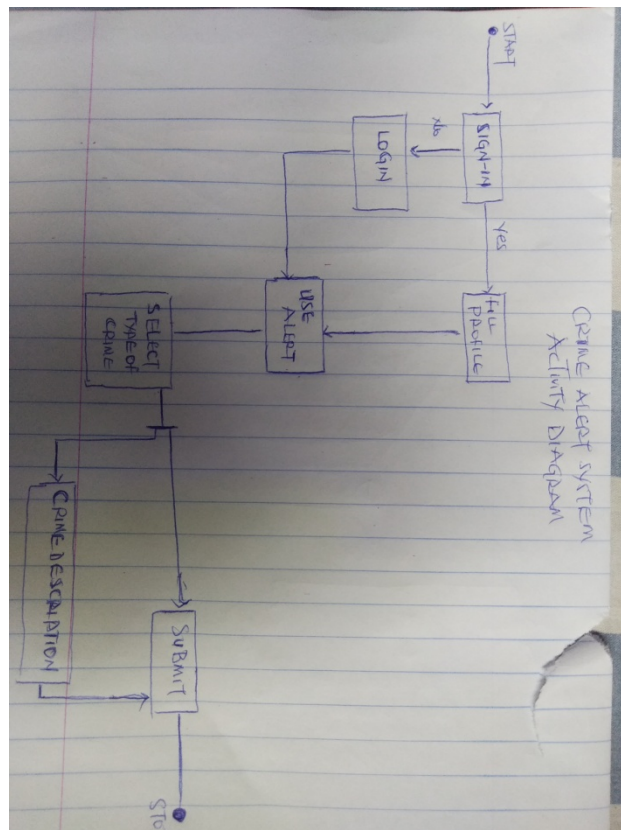 CRIME ALERT SYSTEM
ACTIVITY DIAGRAM
START
SIGN-IN
Yes
FILL
PROFILE
No
LOGIN
USE
ALERT
SELECT
TYPE OF
CRIME
SUBMIT
STO
CRIME DESCRIPTION